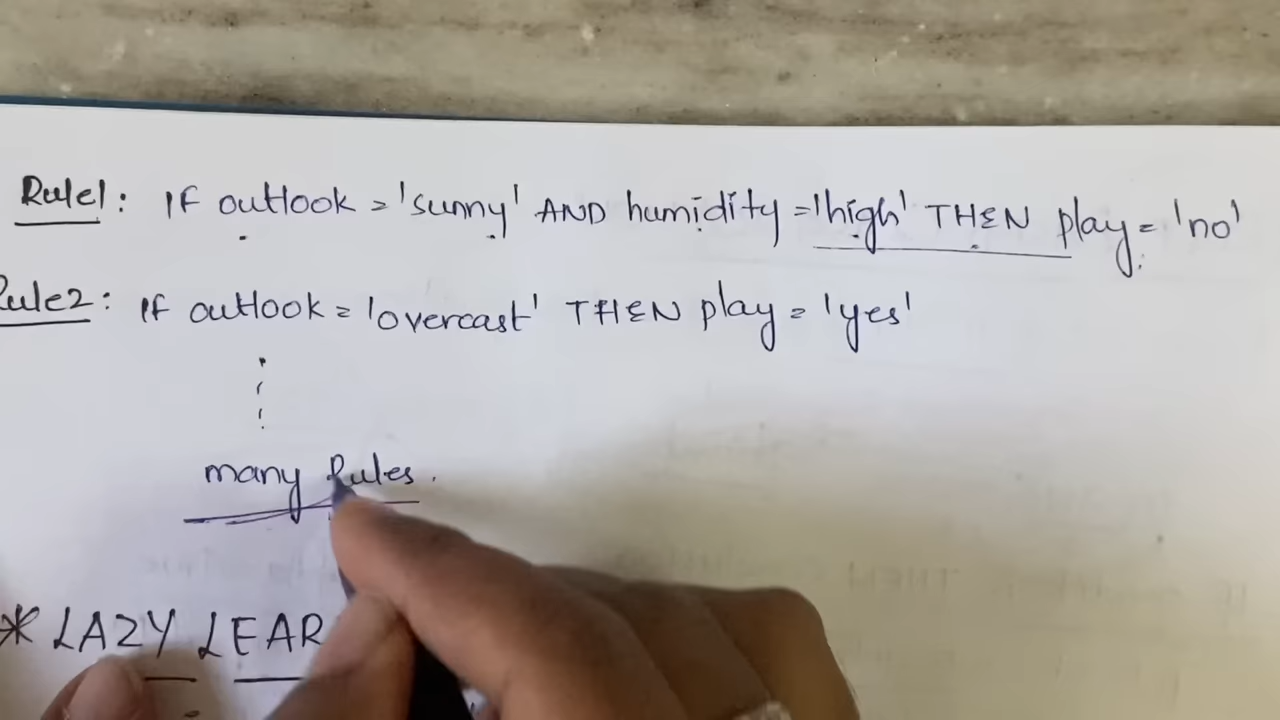 Rule1: IF outlook = 'sunny' AND humidity = 'high' THEN play = 'no'
Rule2: IF outlook = 'overcast' THEN play = 'yes'
many Rules.
* LAZY LEAR